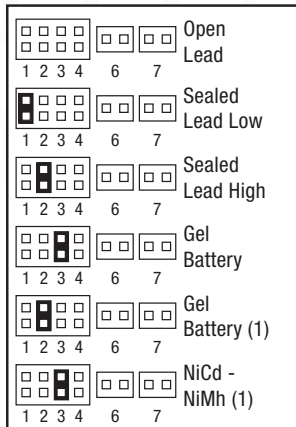 Open
Lead
1 2 3 4 6 7
Sealed
Lead Low
1 2 3 4 6 7
Sealed
Lead High
1 2 3 4 6 7
Gel
Battery
1 2 3 4 6 7
Gel
Battery (1)
1 2 3 4 6 7
NiCd -
NiMh (1)
1 2 3 4 6 7